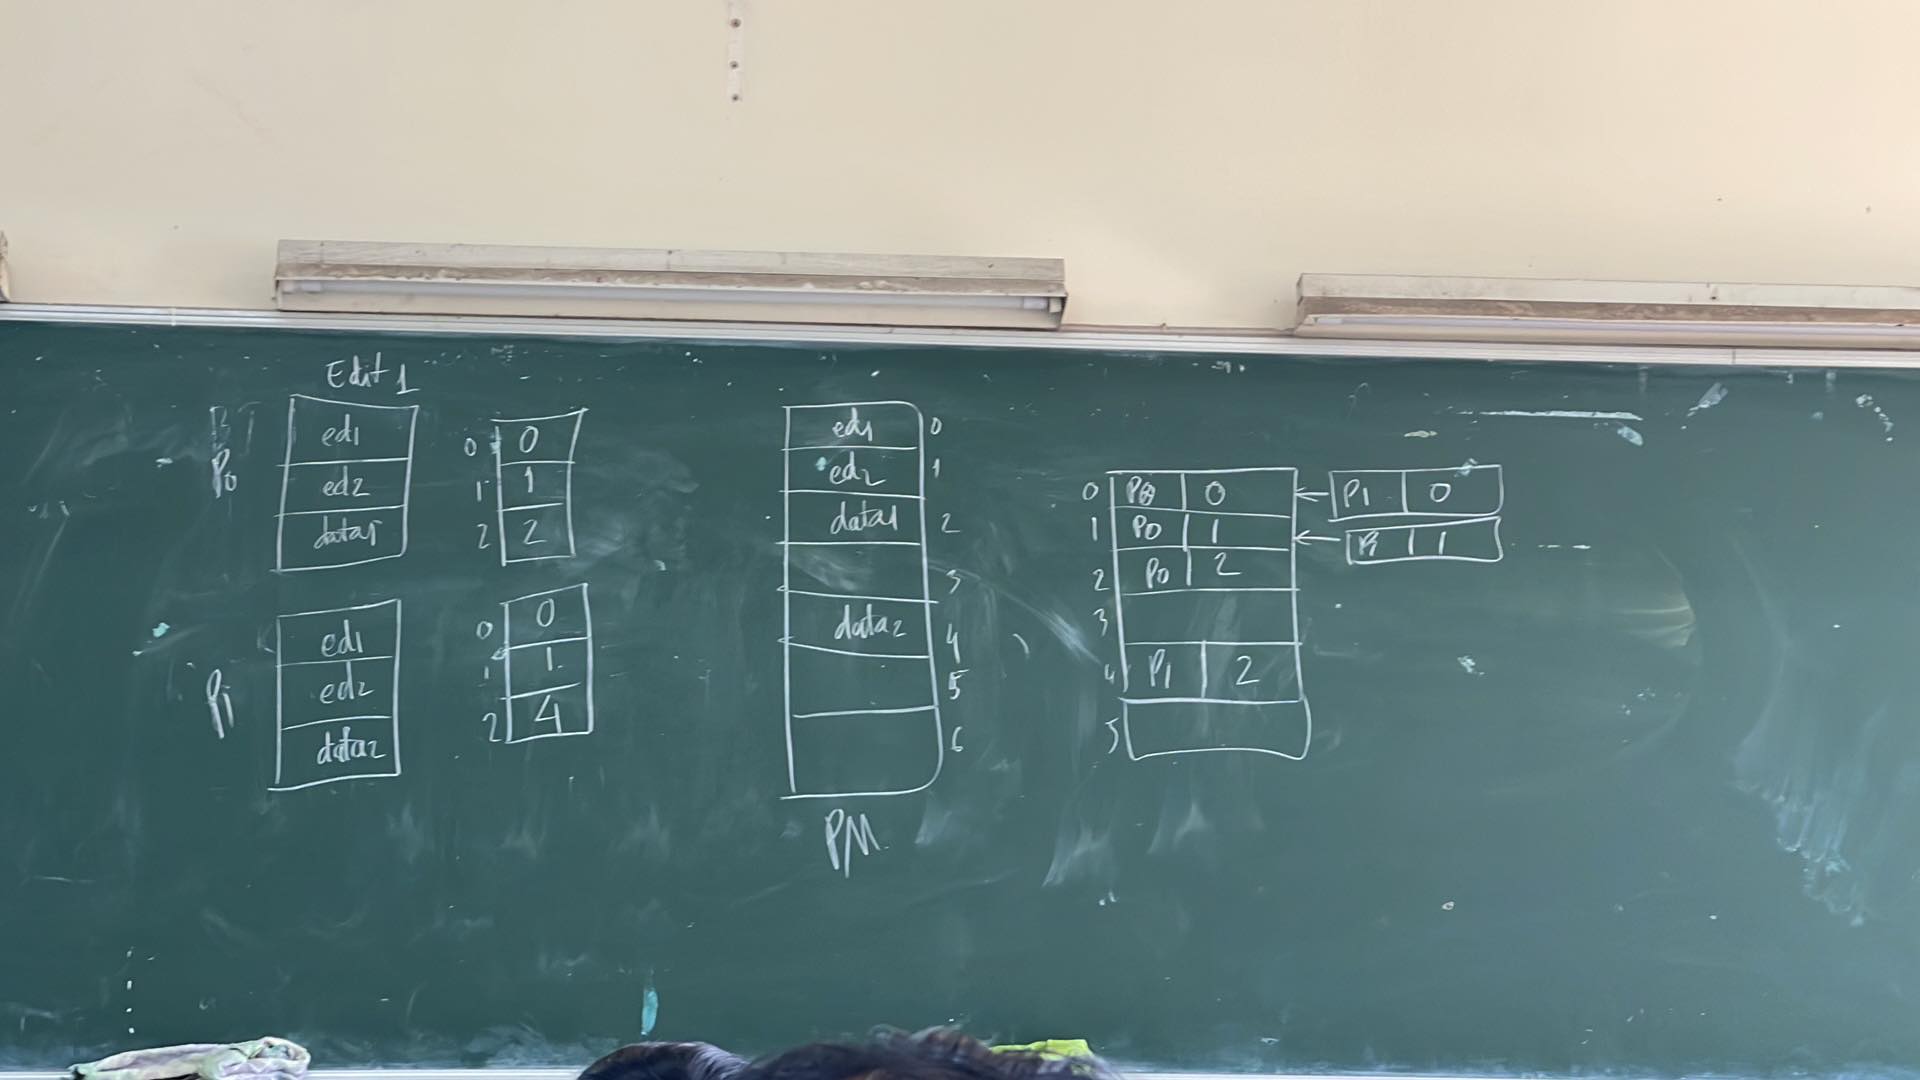 Edit 1
P0
ed1
ed2
data1
0 0
1 1
2 2
P1
ed1
ed2
data2
0 0
1 1
2 4
ed1 0
ed2 1
data1 2
3
data2 4
5
6
PM
0 P0 0 ← P1 0
1 P0 1 ← P1 1
2 P0 2
3
4 P1 2
5